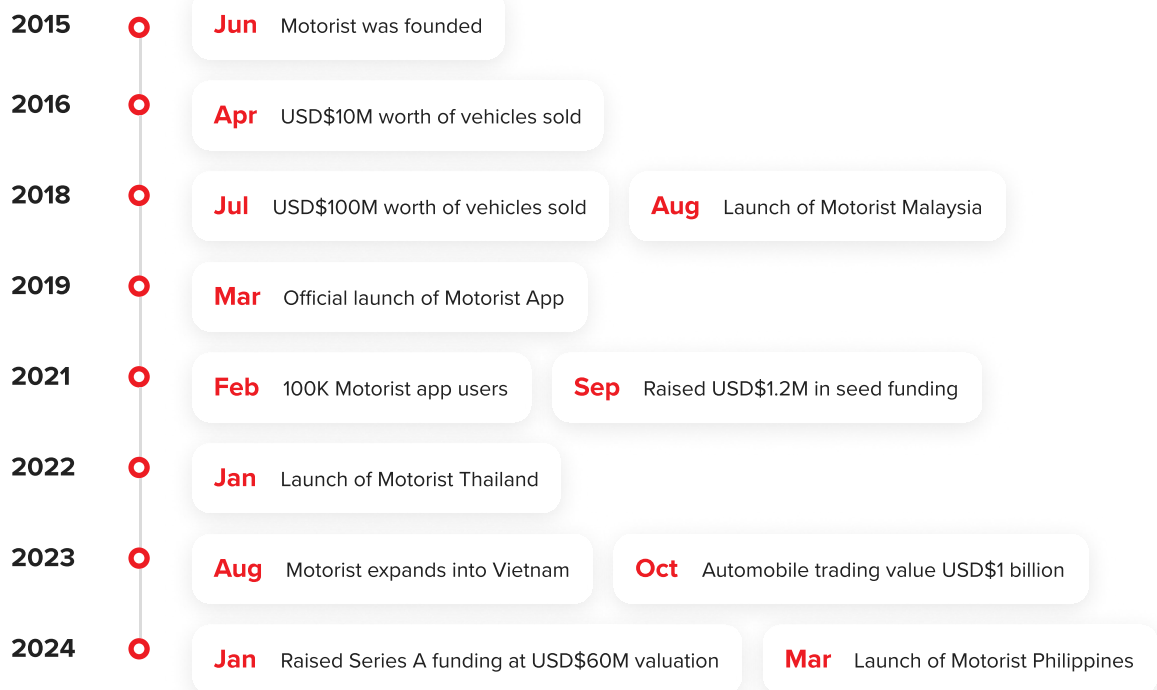 2015 Jun Motorist was founded
2016 Apr USD$10M worth of vehicles sold
2018 Jul USD$100M worth of vehicles sold Aug Launch of Motorist Malaysia
2019 Mar Official launch of Motorist App
2021 Feb 100K Motorist app users Sep Raised USD$1.2M in seed funding
2022 Jan Launch of Motorist Thailand
2023 Aug Motorist expands into Vietnam Oct Automobile trading value USD$1 billion
2024 Jan Raised Series A funding at USD$60M valuation Mar Launch of Motorist Philippines